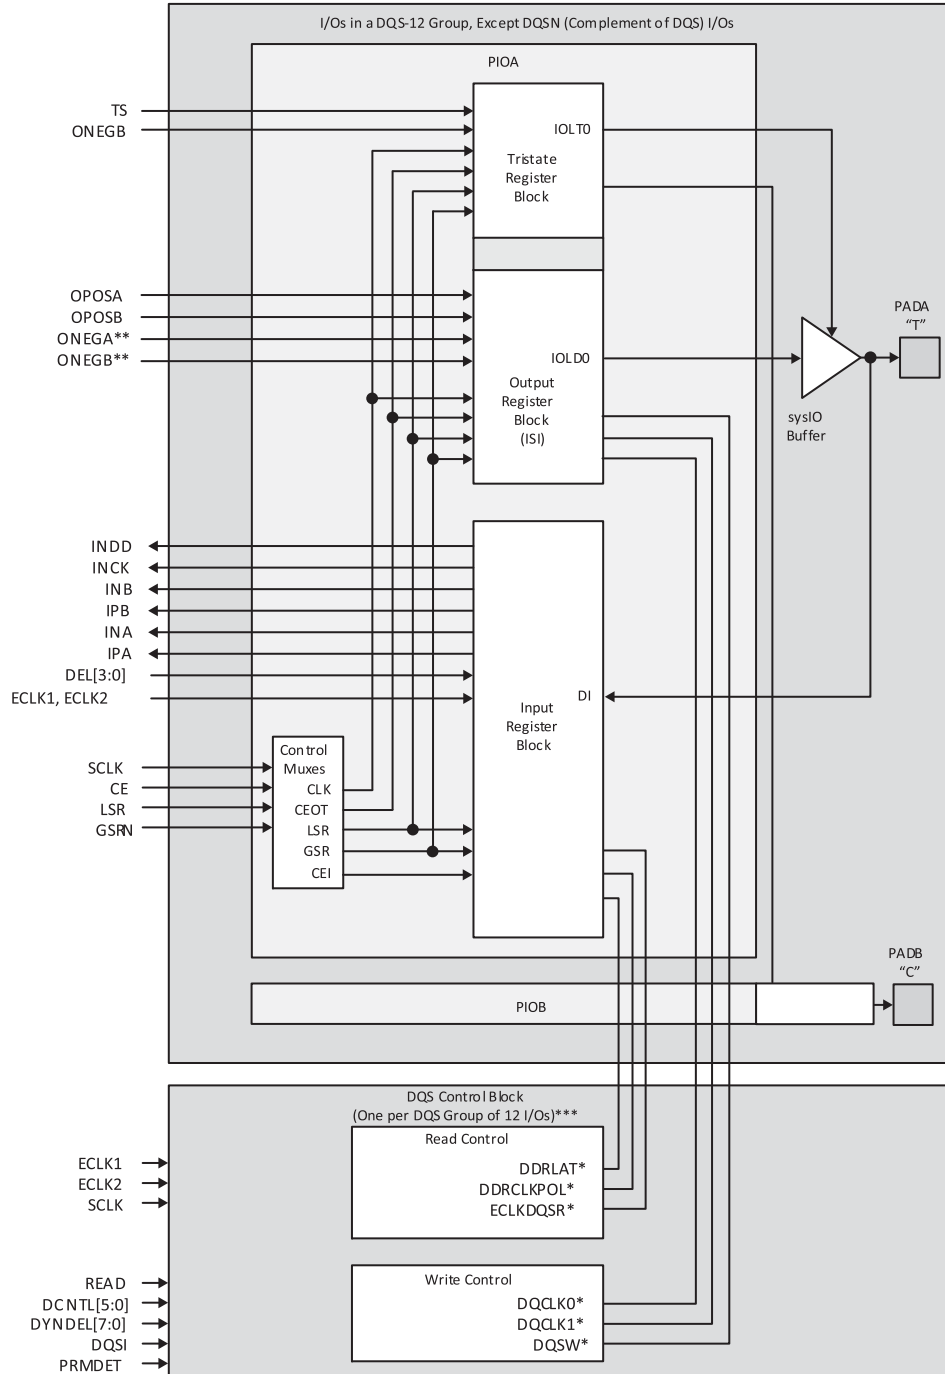 I/Os in a DQS-12 Group, Except DQSN (Complement of DQS) I/Os
PIOA
TS
ONEGB
IOLT0
Tristate
Register
Block
OPOSA
OPOSB
ONEGA**
ONEGB**
IOLD0
Output
Register
Block
(ISI)
PADA
“T”
sysIO
Buffer
INDD
INCK
INB
IPB
INA
IPA
DEL[3:0]
ECLK1, ECLK2
DI
Input
Register
Block
SCLK
CE
LSR
GSRN
Control
Muxes
CLK
CEOT
LSR
GSR
CEI
PADB
“C”
PIOB
DQS Control Block
(One per DQS Group of 12 I/Os)***
Read Control
DDRLAT*
DDRCLKPOL*
ECLKDQSR*
ECLK1
ECLK2
SCLK
Write Control
DQCLK0*
DQCLK1*
DQSW*
READ
DCNTL[5:0]
DYNDEL[7:0]
DQSI
PRMDET